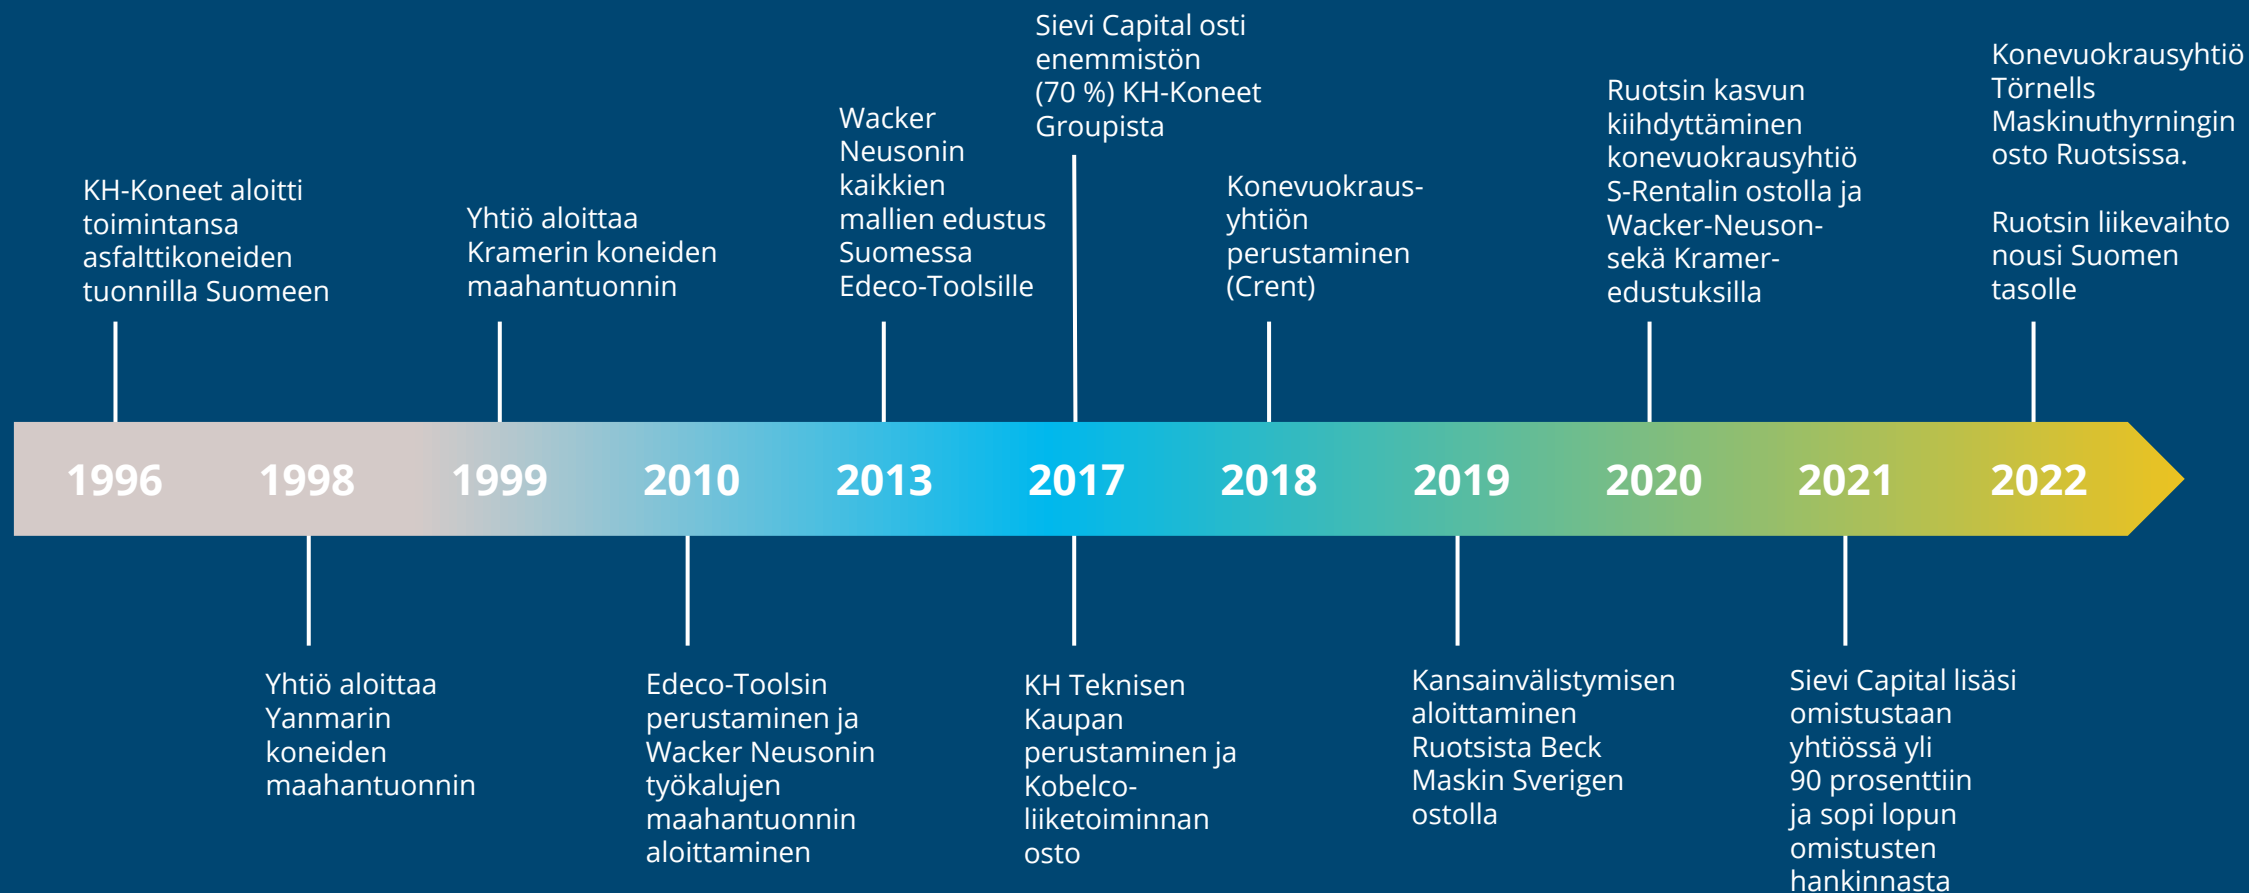 Sievi Capital osti
enemmistön
(70 %) KH-Koneet
Groupista
Konevuokrausyhtiö
Törnells
Maskinuthyrningin
osto Ruotsissa.
Ruotsin liikevaihto
nousi Suomen
tasolle
Ruotsin kasvun
kiihdyttäminen
konevuokrausyhtiö
S-Rentalin ostolla ja
Wacker-Neuson-
sekä Kramer-
edustuksilla
Wacker
Neusonin
kaikkien
mallien edustus
Suomessa
Edeco-Toolsille
Konevuokraus-
yhtiön
perustaminen
(Crent)
KH-Koneet aloitti
toimintansa
asfalttikoneiden
tuonnilla Suomeen
Yhtiö aloittaa
Kramerin koneiden
maahantuonnin
1996 1998 1999 2010 2013 2017 2018 2019 2020 2021 2022
Yhtiö aloittaa
Yanmarin
koneiden
maahantuonnin
Edeco-Toolsin
perustaminen ja
Wacker Neusonin
työkalujen
maahantuonnin
aloittaminen
KH Teknisen
Kaupan
perustaminen ja
Kobelco-
liiketoiminnan
osto
Kansainvälistymisen
aloittaminen
Ruotsista Beck
Maskin Sverigen
ostolla
Sievi Capital lisäsi
omistustaan
yhtiössä yli
90 prosenttiin
ja sopi lopun
omistusten
hankinnasta